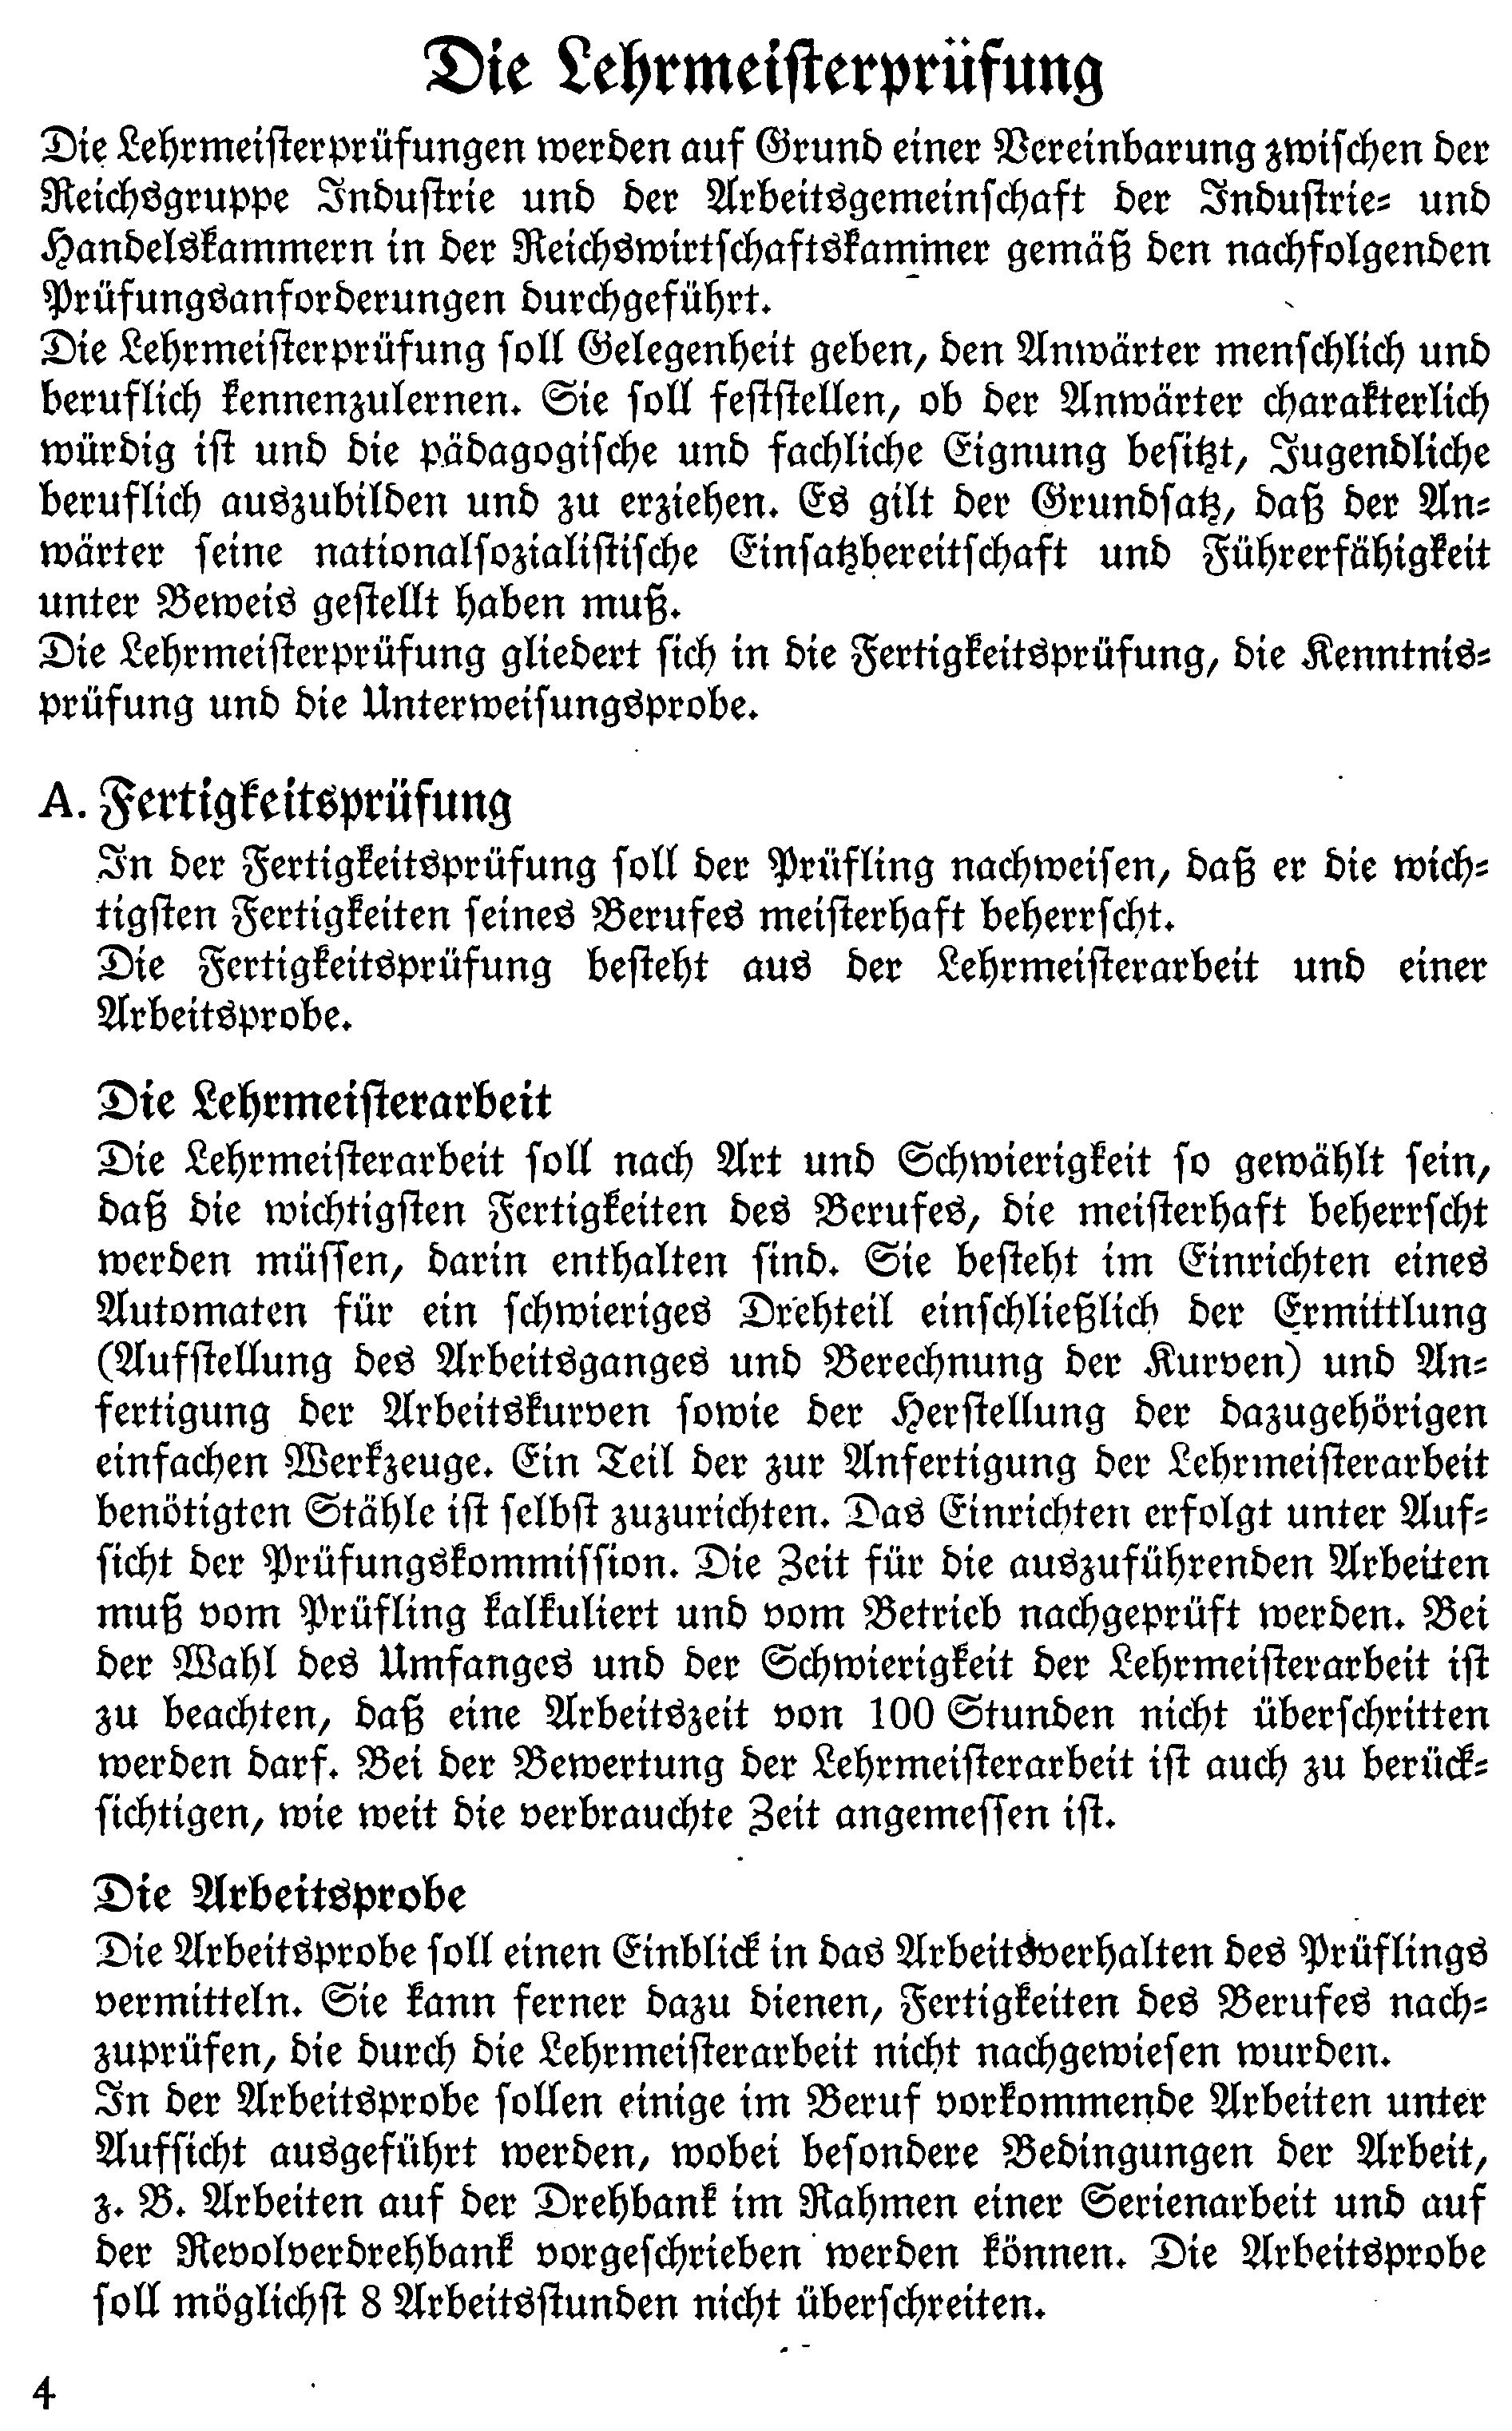 Die Lehrmeisterprüfung
Die Lehrmeisterprüfungen werden auf Grund einer Vereinbarung zwischen der
Reichsgruppe Industrie und der Arbeitsgemeinschaft der Industrie- und
Handelskammern in der Reichswirtschaftskammer gemäß den nachfolgenden
Prüfungsanforderungen durchgeführt.
Die Lehrmeisterprüfung soll Gelegenheit geben, den Anwärter menschlich und
beruflich kennenzulernen. Sie soll feststellen, ob der Anwärter charakterlich
würdig ist und die pädagogische und fachliche Eignung besitzt, Jugendliche
beruflich auszubilden und zu erziehen. Es gilt der Grundsatz, daß der An-
wärter seine nationalsozialistische Einsatzbereitschaft und Führerfähigkeit
unter Beweis gestellt haben muß.
Die Lehrmeisterprüfung gliedert sich in die Fertigkeitsprüfung, die Kenntnis-
prüfung und die Unterweisungsprobe.
A. Fertigkeitsprüfung
In der Fertigkeitsprüfung soll der Prüfling nachweisen, daß er die wich-
tigsten Fertigkeiten seines Berufes meisterhaft beherrscht.
Die Fertigkeitsprüfung besteht aus der Lehrmeisterarbeit und einer
Arbeitsprobe.
Die Lehrmeisterarbeit
Die Lehrmeisterarbeit soll nach Art und Schwierigkeit so gewählt sein,
daß die wichtigsten Fertigkeiten des Berufes, die meisterhaft beherrscht
werden müssen, darin enthalten sind. Sie besteht im Einrichten eines
Automaten für ein schwieriges Drehteil einschließlich der Ermittlung
(Aufstellung des Arbeitsganges und Berechnung der Kurven) und An-
fertigung der Arbeitskurven sowie der Herstellung der dazugehörigen
einfachen Werkzeuge. Ein Teil der zur Anfertigung der Lehrmeisterarbeit
benötigten Stähle ist selbst zuzurichten. Das Einrichten erfolgt unter Auf-
sicht der Prüfungskommission. Die Zeit für die auszuführenden Arbeiten
muß vom Prüfling kalkuliert und vom Betrieb nachgeprüft werden. Bei
der Wahl des Umfanges und der Schwierigkeit der Lehrmeisterarbeit ist
zu beachten, daß eine Arbeitszeit von 100 Stunden nicht überschritten
werden darf. Bei der Bewertung der Lehrmeisterarbeit ist auch zu berück-
sichtigen, wie weit die verbrauchte Zeit angemessen ist.
Die Arbeitsprobe
Die Arbeitsprobe soll einen Einblick in das Arbeitsverhalten des Prüflings
vermitteln. Sie kann ferner dazu dienen, Fertigkeiten des Berufes nach-
zuprüfen, die durch die Lehrmeisterarbeit nicht nachgewiesen wurden.
In der Arbeitsprobe sollen einige im Beruf vorkommende Arbeiten unter
Aufsicht ausgeführt werden, wobei besondere Bedingungen der Arbeit,
z. B. Arbeiten auf der Drehbank im Rahmen einer Serienarbeit und auf
der Revolverdrehbank vorgeschrieben werden können. Die Arbeitsprobe
soll möglichst 8 Arbeitsstunden nicht überschreiten.
4